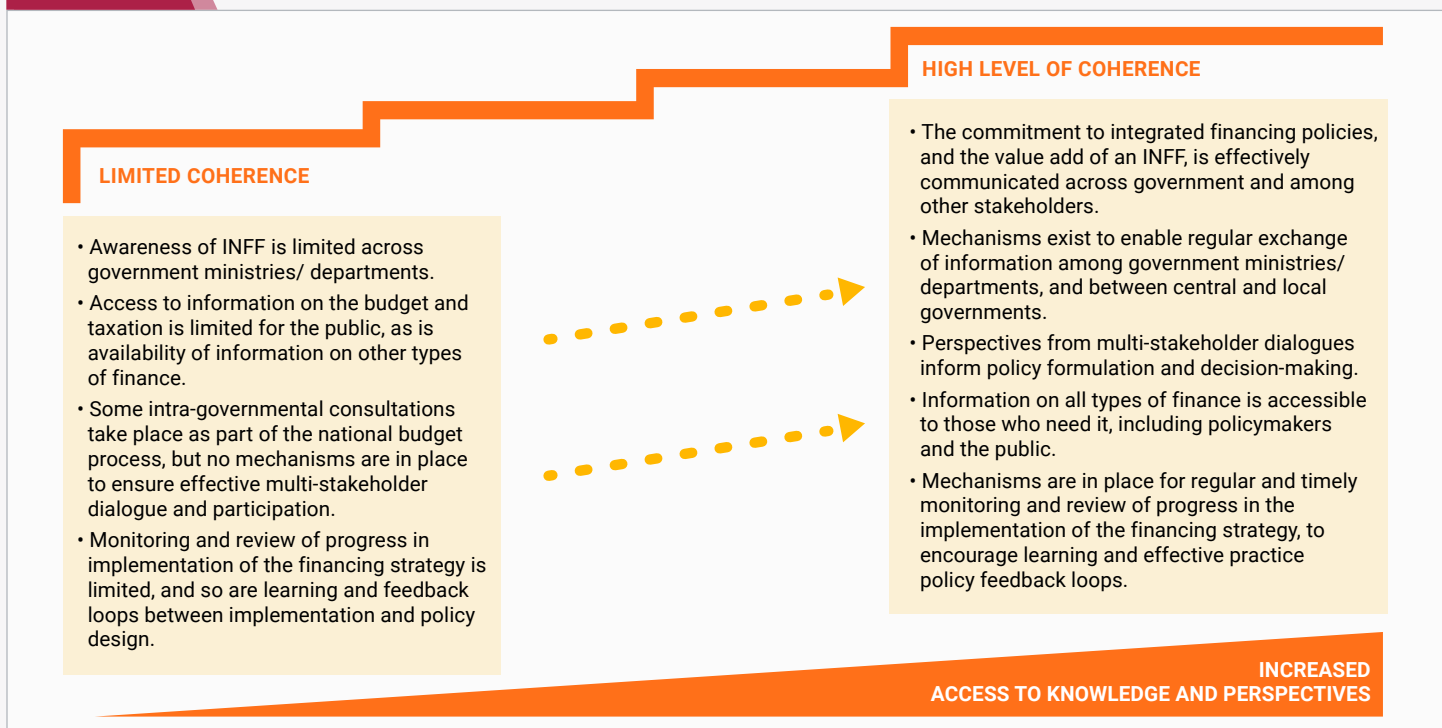 LIMITED COHERENCE
• Awareness of INFF is limited across
government ministries/ departments.
• Access to information on the budget and
taxation is limited for the public, as is
availability of information on other types
of finance.
• Some intra-governmental consultations
take place as part of the national budget
process, but no mechanisms are in place
to ensure effective multi-stakeholder
dialogue and participation.
• Monitoring and review of progress in
implementation of the financing strategy is
limited, and so are learning and feedback
loops between implementation and policy
design.
HIGH LEVEL OF COHERENCE
• The commitment to integrated financing policies,
and the value add of an INFF, is effectively
communicated across government and among
other stakeholders.
• Mechanisms exist to enable regular exchange
of information among government ministries/
departments, and between central and local
governments.
• Perspectives from multi-stakeholder dialogues
inform policy formulation and decision-making.
• Information on all types of finance is accessible
to those who need it, including policymakers
and the public.
• Mechanisms are in place for regular and timely
monitoring and review of progress in the
implementation of the financing strategy, to
encourage learning and effective practice
policy feedback loops.
INCREASED
ACCESS TO KNOWLEDGE AND PERSPECTIVES